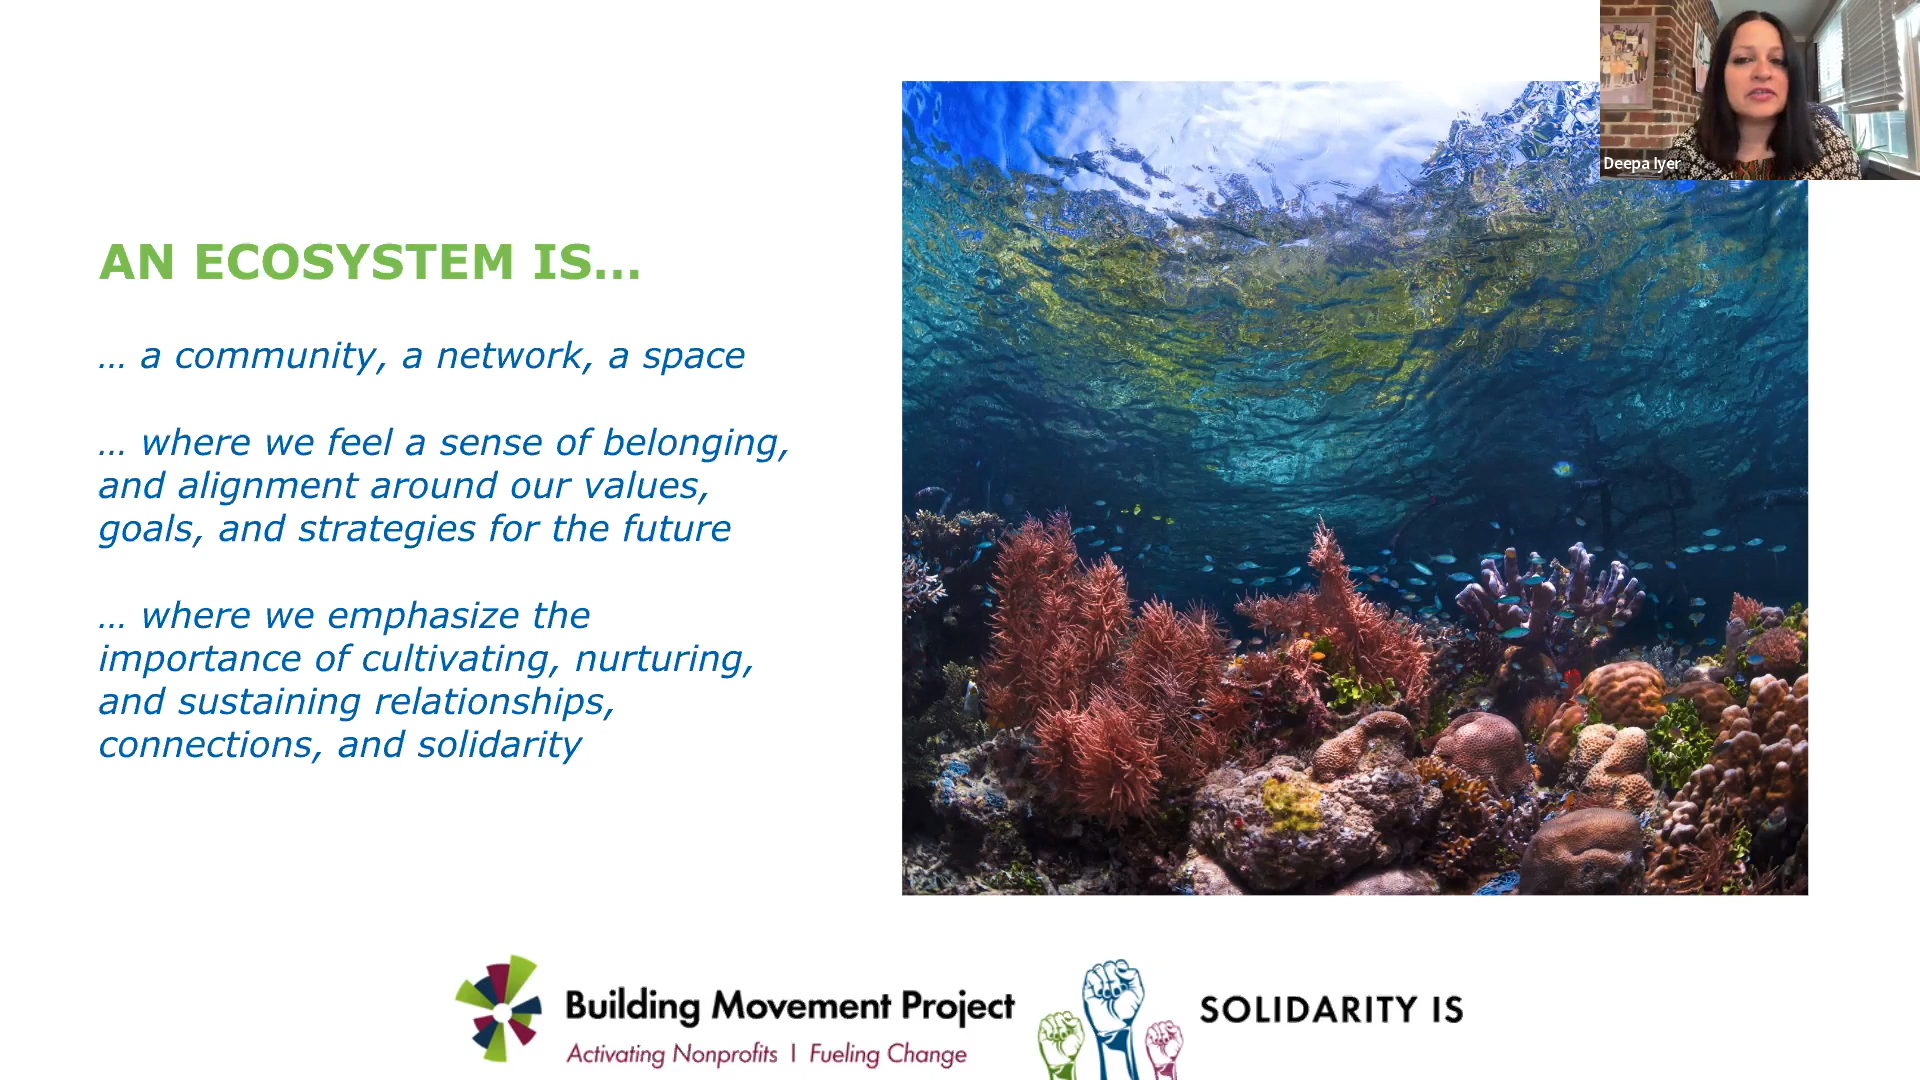 Deepa Iyer
AN ECOSYSTEM IS...
... a community, a network, a space
... where we feel a sense of belonging,
and alignment around our values,
goals, and strategies for the future
... where we emphasize the
importance of cultivating, nurturing,
and sustaining relationships,
connections, and solidarity
Building Movement Project
Activating Nonprofits | Fueling Change
SOLIDARITY IS